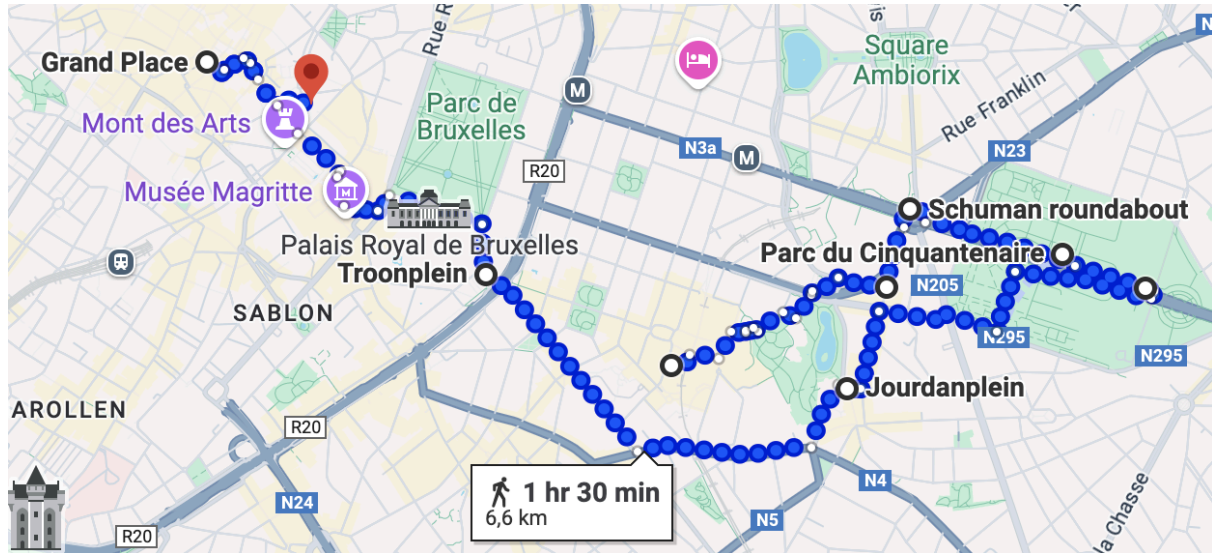 Rue R
is
N
Grand Place
M
Square
Ambiorix
Parc de
Bruxelles
Rue Franklin
Mont des Arts
N3a
N23
M
R20
Musée Magritte
Schuman roundabout
Palais Royal de Bruxelles
Parc du Cinquantenaire
Troonplein
N205
SABLON
N295
N295
Jourdanplein
AROLLEN
R20
1 hr 30 min
6,6 km
N4
N24
N5
R20
la Chasse